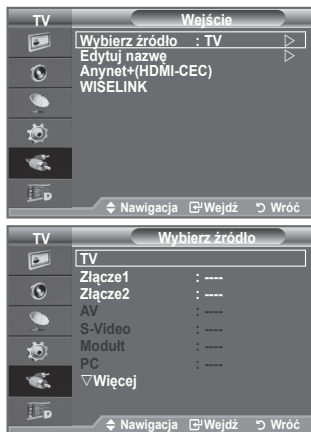 TV Wejście
Wybierz źródło : TV ▷
Edytuj nazwę ▷
Anynet+(HDMI-CEC)
WISELINK
Nawigacja Wejdź Wróć
TV Wybierz źródło
TV
Złącze1 : ----
Złącze2 : ----
AV : ----
S-Video : ----
Modułt : ----
PC : ----
▽Więcej
Nawigacja Wejdź Wróć